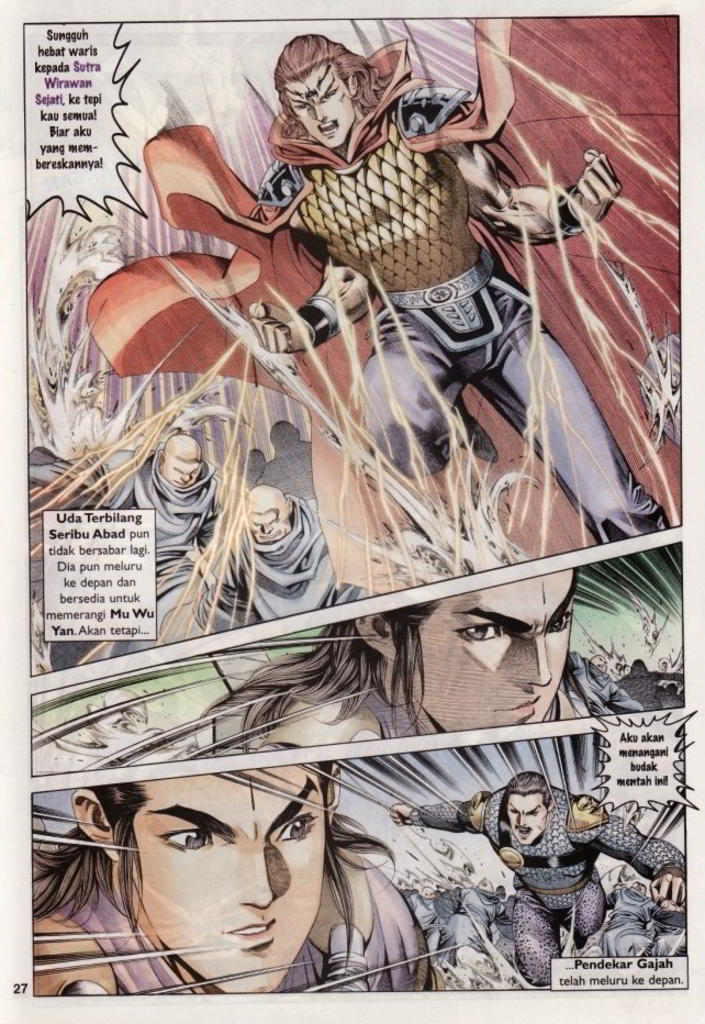 Sungguh
hebat waris
kepada Sutra
Wirawan
Sejati, ke tepi
kau semua!
Biar aku
yang mem-
bereskannya!
Uda Terbilang
Seribu Abad pun
tidak bersabar lagi.
Dia pun meluru
ke depan dan
bersedia untuk
memerangi Mu Wu
Yan. Akan tetapi...
Aku akan
menangani
budak
mentah ini!
...Pendekar Gajah
telah meluru ke depan.
27